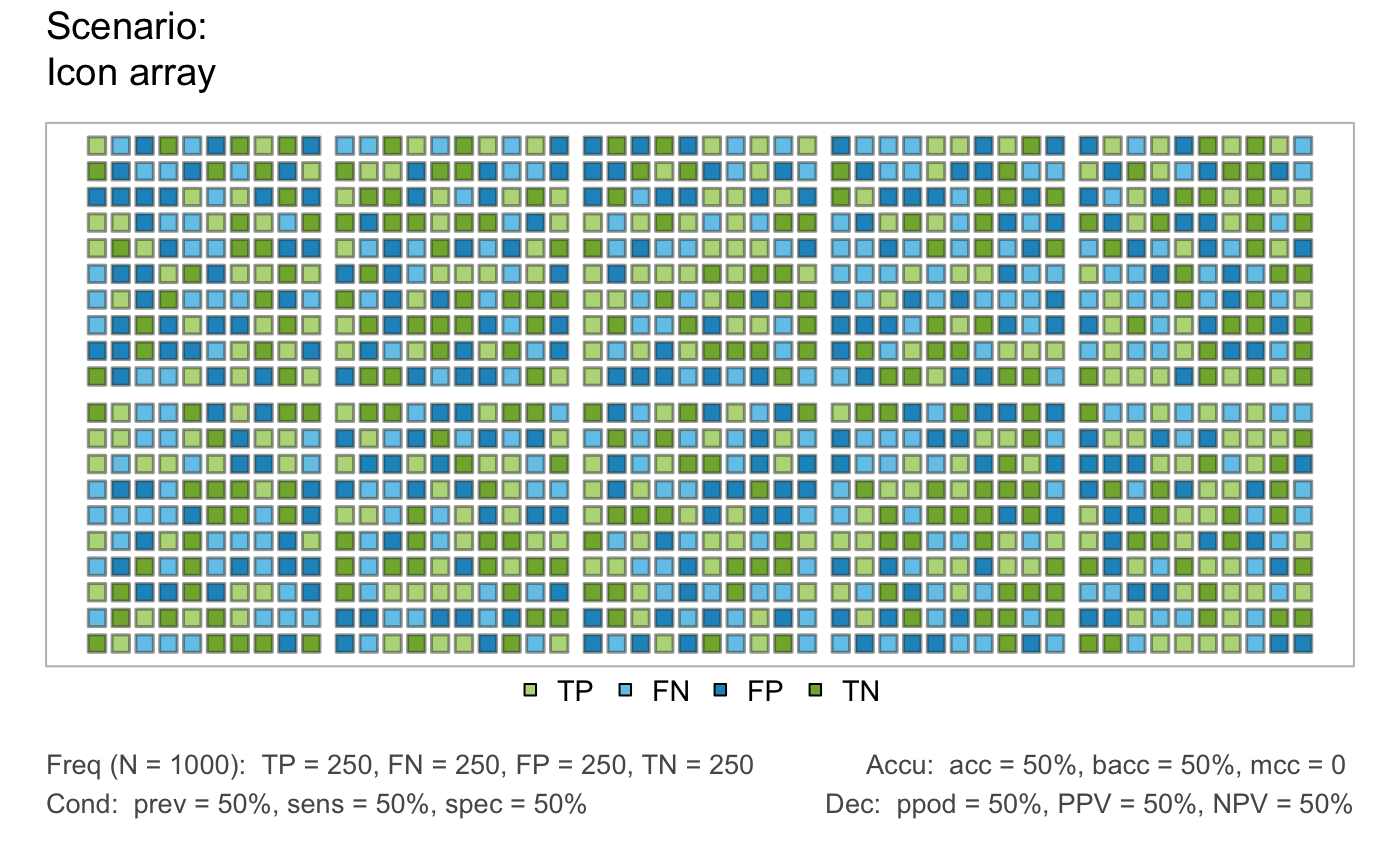 Scenario:
Icon array
TP FN FP TN
Freq (N = 1000):  TP = 250, FN = 250, FP = 250, TN = 250
Accu:  acc = 50%, bacc = 50%, mcc = 0
Cond:  prev = 50%, sens = 50%, spec = 50%
Dec:  ppod = 50%, PPV = 50%, NPV = 50%